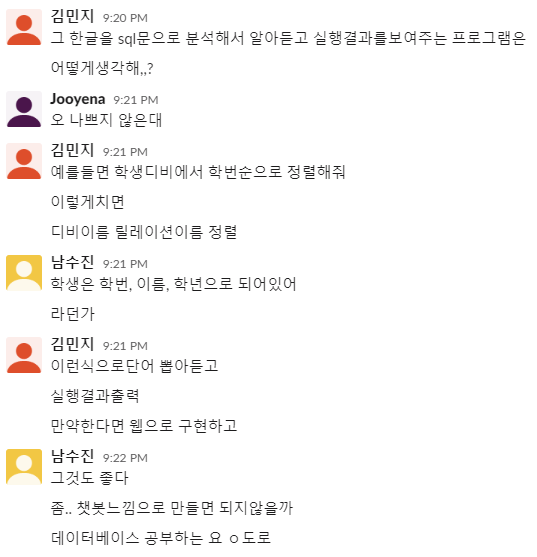 김민지 9:20 PM
그 한글을 sql문으로 분석해서 알아듣고 실행결과를보여주는 프로그램은
어떻게생각해,,?
Jooyena 9:21 PM
오 나쁘지 않은대
김민지 9:21 PM
예를들면 학생디비에서 학번순으로 정렬해줘
이렇게치면
디비이름 릴레이션이름 정렬
남수진 9:21 PM
학생은 학번, 이름, 학년으로 되어있어
라던가
김민지 9:21 PM
이런식으로단어 뽑아듣고
실행결과출력
만약한다면 웹으로 구현하고
남수진 9:22 PM
그것도 좋다
좀.. 챗봇느낌으로 만들면 되지않을까
데이터베이스 공부하는 요 ㅇ도로